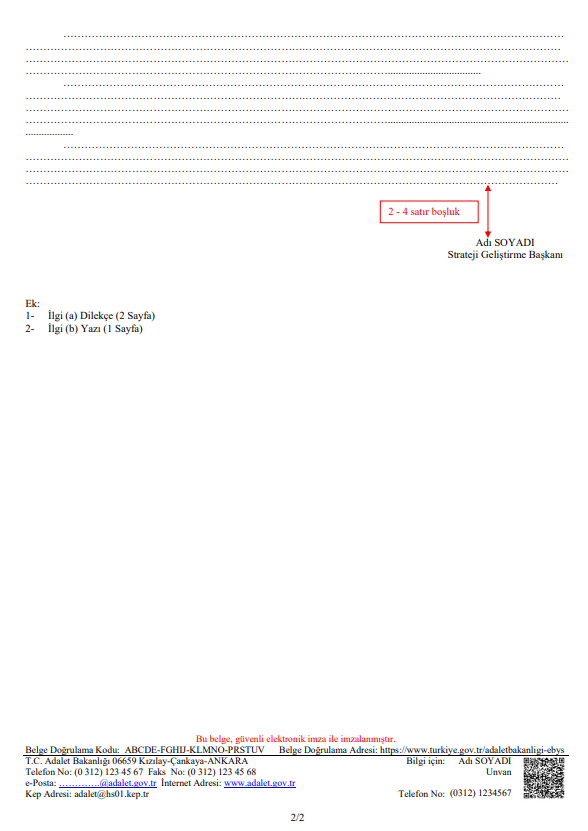 ……………………………………………………………………………………………………
……………………………………………………………………………………………………………
………………………………………………………………………………………………………………
………………………………………………………………………....................................
……………………………………………………………………………………………………
……………………………………………………………………………………………………………
………………………………………………………………………………………………………………
………………………………………………………………………......................................................................
..................
……………………………………………………………………………………………………
………………………………………………………………………………………………………………
………………………………………………………………………………………………………………
……………………………………………………………………………………………………………
2 - 4 satır boşluk
Adı SOYADI
Strateji Geliştirme Başkanı
Ek:
1- İlgi (a) Dilekçe (2 Sayfa)
2- İlgi (b) Yazı (1 Sayfa)
Bu belge, güvenli elektronik imza ile imzalanmıştır.
Belge Doğrulama Kodu: ABCDE-FGHIJ-KLMNO-PRSTUV Belge Doğrulama Adresi: https://www.turkiye.gov.tr/adaletbakanligi-ebys
T.C. Adalet Bakanlığı 06659 Kızılay-Çankaya-ANKARA Bilgi için: Adı SOYADI
Telefon No: (0 312) 123 45 67 Faks No: (0 312) 123 45 68 Unvan
e-Posta: …………@adalet.gov.tr İnternet Adresi: www.adalet.gov.tr
Kep Adresi: adalet@hs01.kep.tr Telefon No: (0312) 1234567
2/2